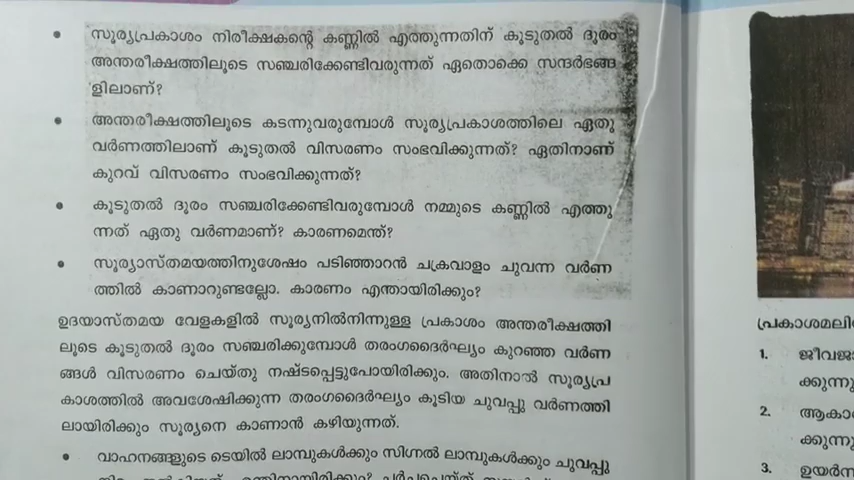 സൂര്യപ്രകാശം നിരീക്ഷകന്റെ കണ്ണിൽ എത്തുന്നതിന് കൂടുതൽ ദൂരം
അന്തരീക്ഷത്തിലൂടെ സഞ്ചരിക്കേണ്ടിവരുന്നത് ഏതൊക്കെ സന്ദർഭങ്ങ
ളിലാണ്?
അന്തരീക്ഷത്തിലൂടെ കടന്നുവരുമ്പോൾ സൂര്യപ്രകാശത്തിലെ ഏതു
വർണത്തിലാണ് കൂടുതൽ വിസരണം സംഭവിക്കുന്നത്? ഏതിനാണ്
കുറവ് വിസരണം സംഭവിക്കുന്നത്?
കൂടുതൽ ദൂരം സഞ്ചരിക്കേണ്ടിവരുമ്പോൾ നമ്മുടെ കണ്ണിൽ എത്തു
ന്നത് ഏതു വർണമാണ്? കാരണമെന്ത്?
സൂര്യാസ്തമയത്തിനുശേഷം പടിഞ്ഞാറൻ ചക്രവാളം ചുവന്ന വർണ
ത്തിൽ കാണാറുണ്ടല്ലോ. കാരണം എന്തായിരിക്കും?
ഉദയാസ്തമയ വേളകളിൽ സൂര്യനിൽനിന്നുള്ള പ്രകാശം അന്തരീക്ഷത്തി
ലൂടെ കൂടുതൽ ദൂരം സഞ്ചരിക്കുമ്പോൾ തരംഗദൈർഘ്യം കുറഞ്ഞ വർണ
ങ്ങൾ വിസരണം ചെയ്തു നഷ്ടപ്പെട്ടുപോയിരിക്കും. അതിനാൽ സൂര്യപ്ര
കാശത്തിൽ അവശേഷിക്കുന്ന തരംഗദൈർഘ്യം കൂടിയ ചുവപ്പു വർണത്തി
ലായിരിക്കും സൂര്യനെ കാണാൻ കഴിയുന്നത്.
വാഹനങ്ങളുടെ ടെയിൽ ലാമ്പുകൾക്കും സിഗ്നൽ ലാമ്പുകൾക്കും ചുവപ്പു
പ്രകാശമലി
1. ജീവജാ
ക്കുന്നു
2. ആകാ
ക്കുന്നു
3. ഉയർന